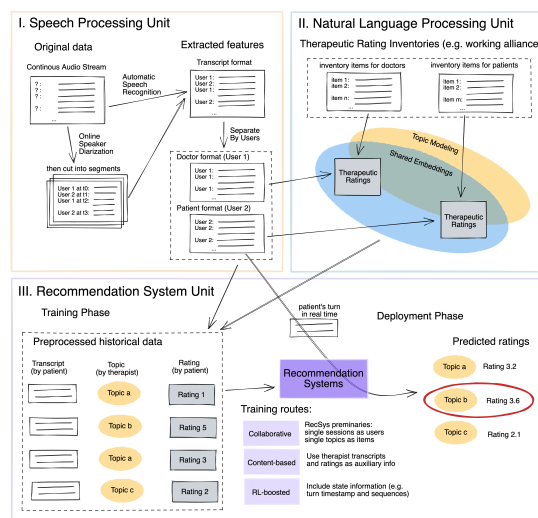 I. Speech Processing Unit
Original data
Continous Audio Stream
? :
? :
? :
? :
...
Automatic
Speech
Recognition
Online
Speaker
Diarization
then cut into segments
User 1 at t0:
User 2 at t1:
User 1 at t2:
User 2 at t3:
...
Extracted features
Transcript format
User 1:
User 2:
User 1:
User 2:
...
Separate
By Users
Doctor format (User 1)
User 1:
User 1:
User 1:
...
Patient format (User 2)
User 2:
User 2:
User 2:
...
II. Natural Language Processing Unit
Therapeutic Rating Inventories (e.g. working alliance)
inventory items for doctors
item 1:
item 2:
item n:
...
inventory items for patients
item 1:
item 2:
item m:
...
Topic Modeling
Shared Embeddings
Therapeutic
Ratings
Therapeutic
Ratings
III. Recommendation System Unit
Training Phase
Preprocessed historical data
Transcript
(by patient)
Topic
(by therapist)
Rating
(by patient)
Topic a
Rating 1
Topic b
Rating 5
Topic a
Rating 3
Topic c
Rating 2
patient's turn
in real time
Recommendation
Systems
Training routes:
Collaborative
RecSys preminaries:
single sessions as users
single topics as items
Content-based
Use therapist transcripts
and ratings as auxiliary info
RL-boosted
Include state information (e.g.
turn timestamp and sequences)
Deployment Phase
Predicted ratings
Topic a
Rating 3.2
Topic b
Rating 3.6
Topic c
Rating 2.1